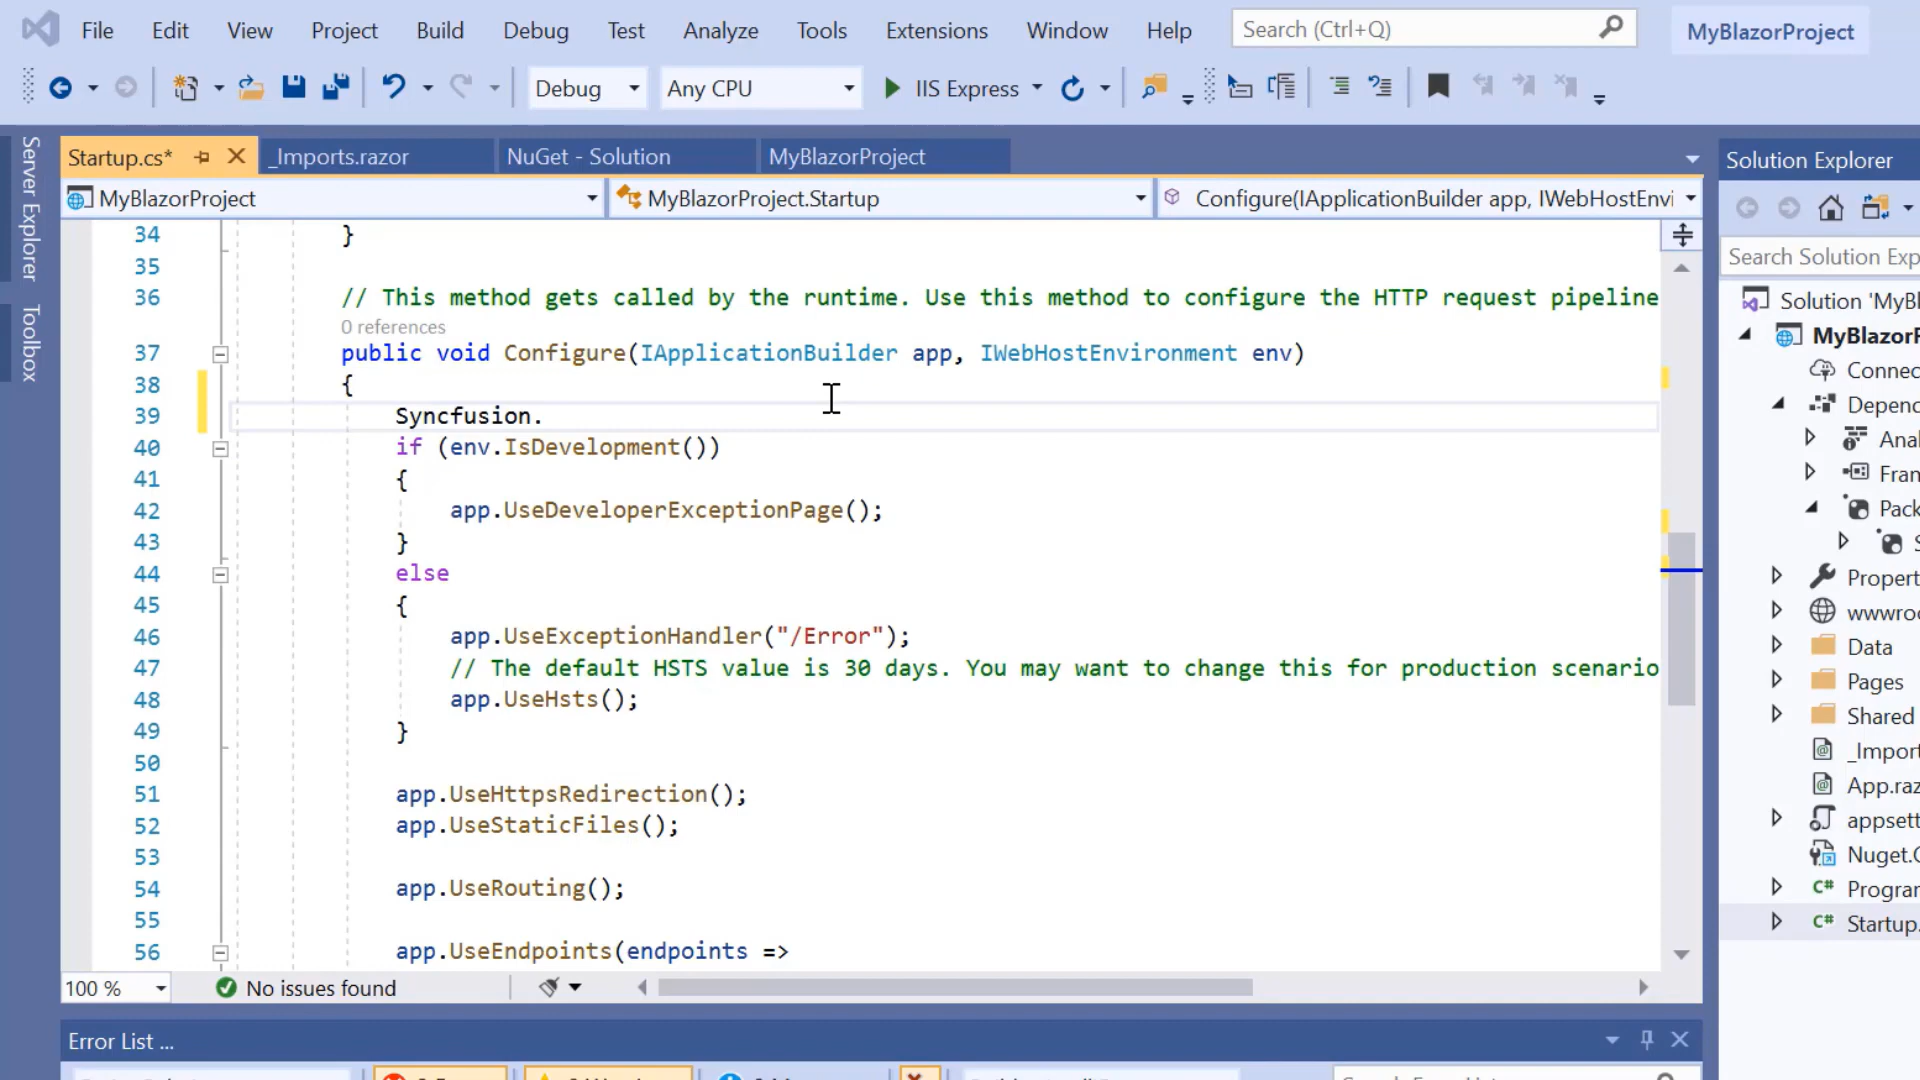 File Edit View Project Build Debug Test Analyze Tools Extensions Window Help Search (Ctrl+Q) MyBlazorProject
Debug Any CPU IIS Express
Startup.cs* _Imports.razor NuGet - Solution MyBlazorProject
MyBlazorProject MyBlazorProject.Startup Configure(IApplicationBuilder app, IWebHostEnvi
Server Explorer
Toolbox
34 }
35
36 // This method gets called by the runtime. Use this method to configure the HTTP request pipeline
0 references
37 public void Configure(IApplicationBuilder app, IWebHostEnvironment env)
38 {
39 Syncfusion.
40 if (env.IsDevelopment())
41 {
42 app.UseDeveloperExceptionPage();
43 }
44 else
45 {
46 app.UseExceptionHandler("/Error");
47 // The default HSTS value is 30 days. You may want to change this for production scenario
48 app.UseHsts();
49 }
50
51 app.UseHttpsRedirection();
52 app.UseStaticFiles();
53
54 app.UseRouting();
55
56 app.UseEndpoints(endpoints =>
100 % No issues found
Error List ...
Solution Explorer
Search Solution Exp
Solution 'MyBl
MyBlazorP
Connec
Depend
Anal
Fran
Pack
S
Propert
wwwroo
Data
Pages
Shared
_Import
App.raz
appsett
Nuget.C
C# Program
C# Startup.